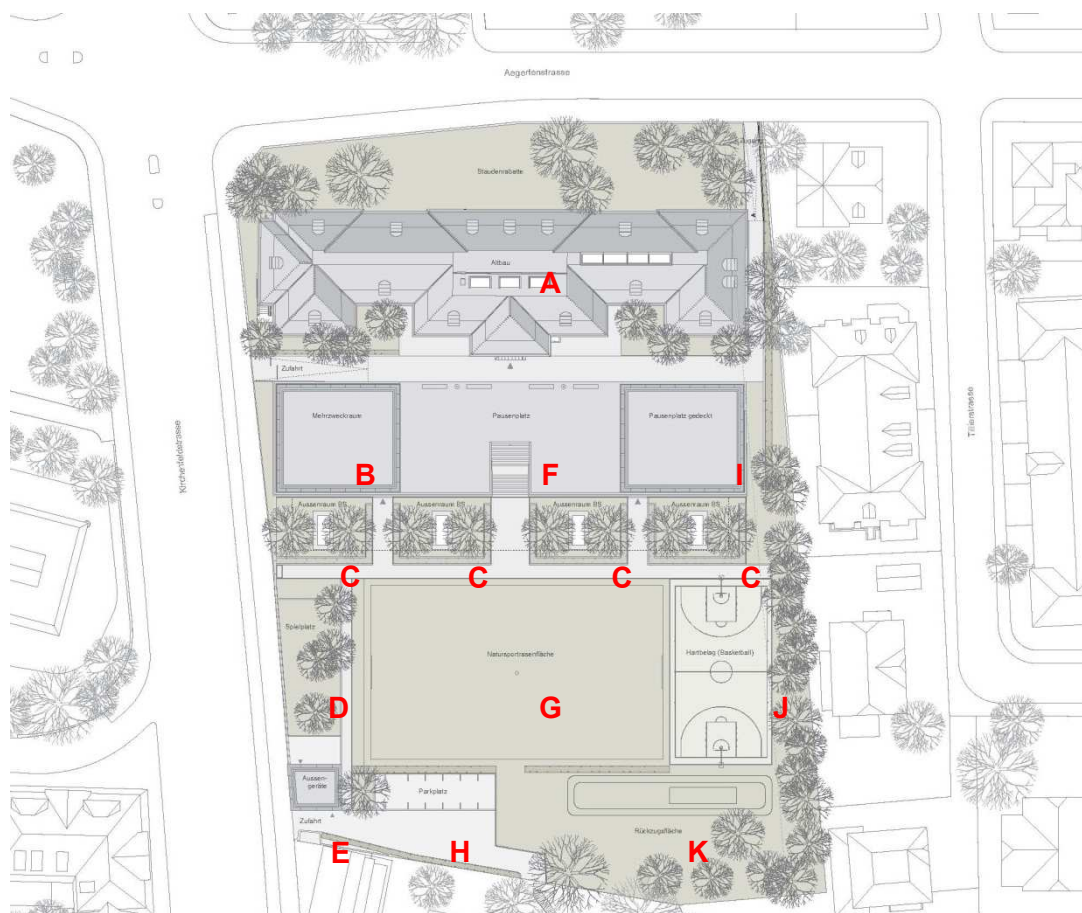 Aegertenstrasse
Zugang
Staudenrabatte
Altbau
A
Zufahrt
Mehrzweckraum
Pausenplatz
Pausenplatz gedeckt
Kirchenfeldstrasse
Tillierstrasse
B
F
I
Aussenraum BS
Aussenraum BS
Aussenraum BS
Aussenraum BS
C
C
C
C
Spielplatz
Natursportrasenfläche
Hartbelag (Basketball)
D
G
J
Aussen-
geräte
Parkplatz
Zufahrt
Rückzugsfläche
E
H
K